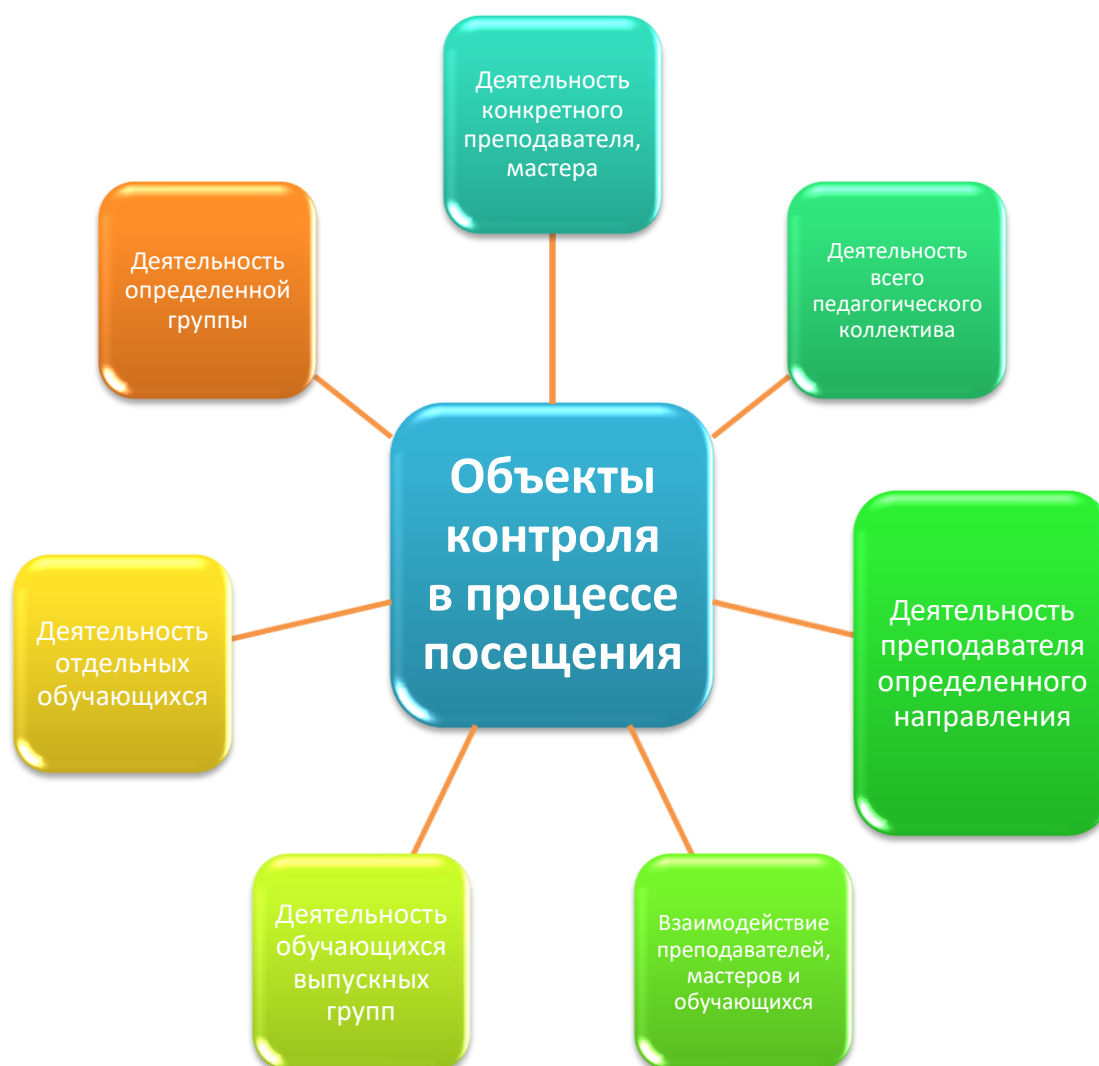 Деятельность
конкретного
преподавателя,
мастера
Деятельность
всего
педагогического
коллектива
Деятельность
определенной
группы
Объекты
контроля
в процессе
посещения
Деятельность
преподавателя
определенного
направления
Деятельность
отдельных
обучающихся
Взаимодействие
преподавателей,
мастеров и
обучающихся
Деятельность
обучающихся
выпускных
групп